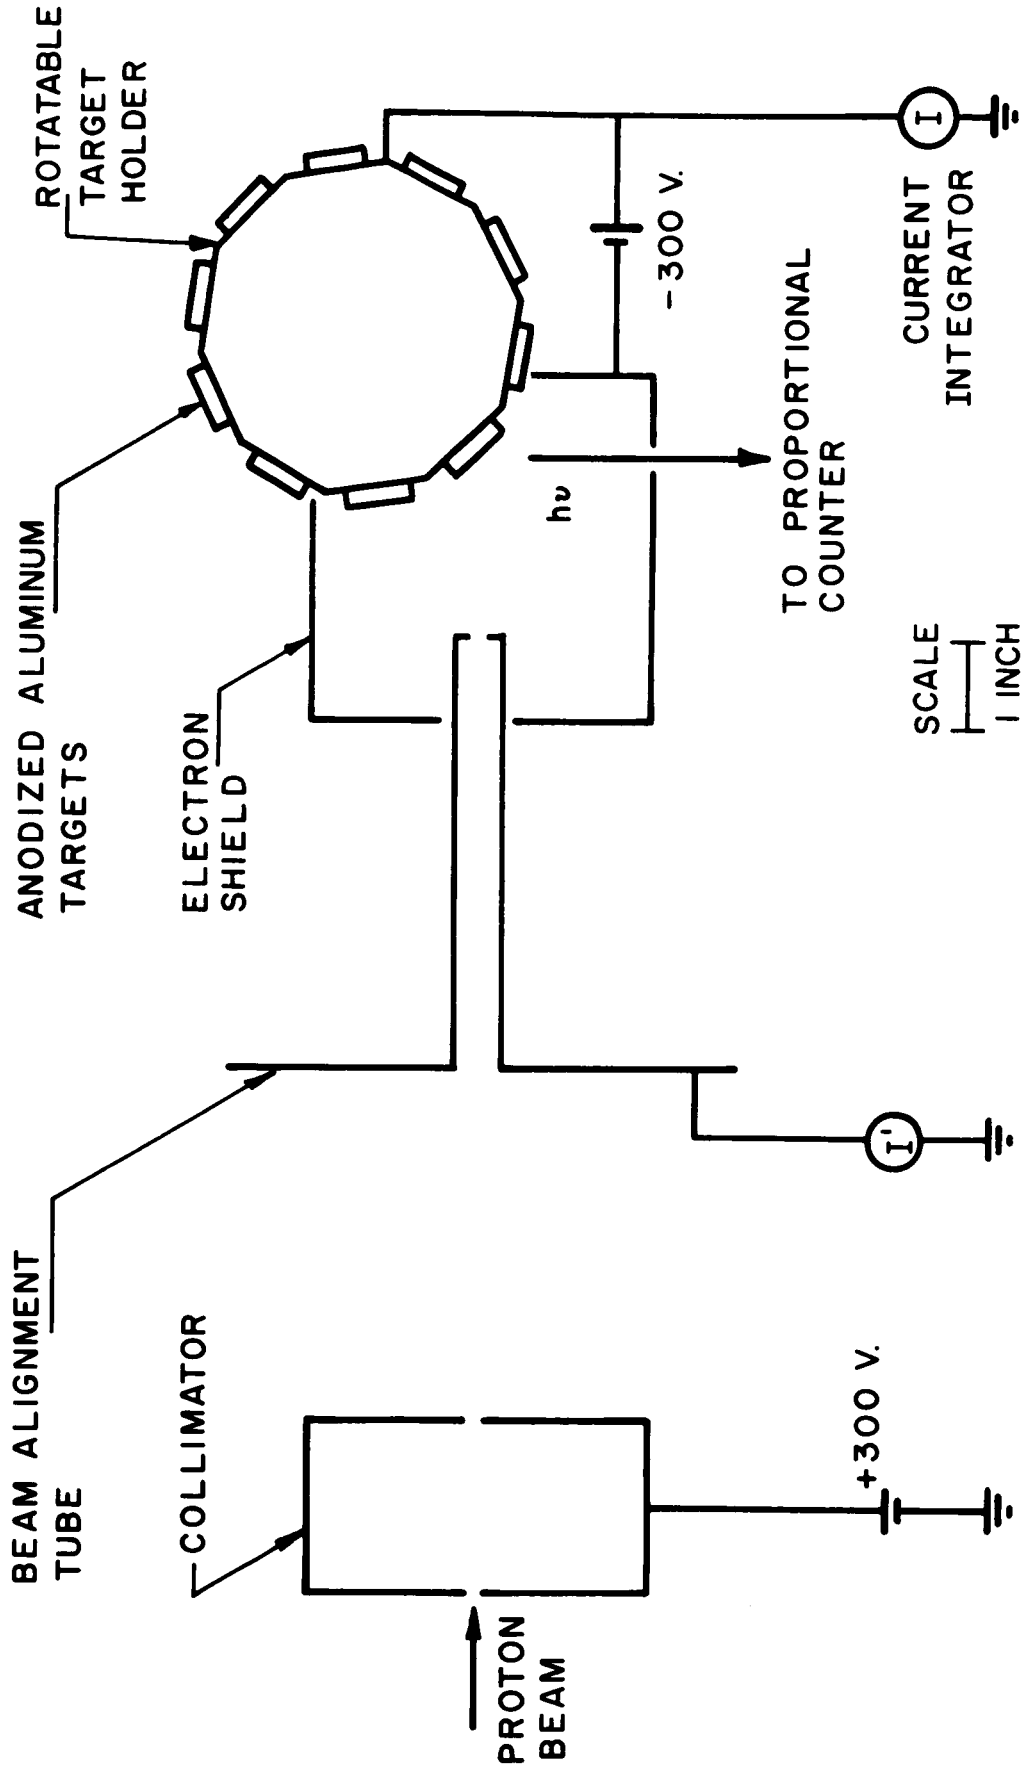 ROTATABLE
TARGET
HOLDER
ANODIZED ALUMINUM
TARGETS
ELECTRON
SHIELD
BEAM ALIGNMENT
TUBE
COLLIMATOR
PROTON
BEAM
+300 V.
I'
hν
TO PROPORTIONAL
COUNTER
-300 V.
CURRENT
INTEGRATOR
I
SCALE
1 INCH